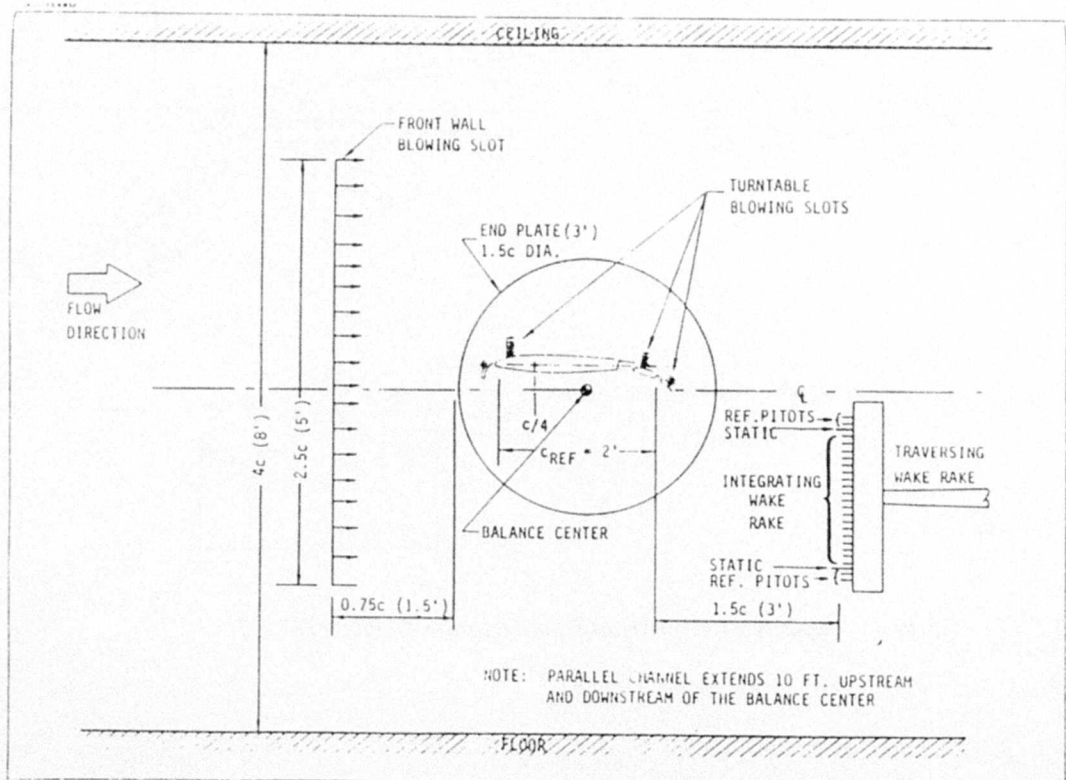 CEILING
FRONT WALL
BLOWING SLOT
TURNTABLE
BLOWING SLOTS
END PLATE(3')
1.5c DIA.
FLOW
DIRECTION
4c (8')
2.5c (5')
c/4
CREF = 2'
℄
REF.PITOTS
STATIC
TRAVERSING
WAKE RAKE
INTEGRATING
WAKE
RAKE
BALANCE CENTER
STATIC
REF. PITOTS
0.75c (1.5')
1.5c (3')
NOTE: PARALLEL CHANNEL EXTENDS 10 FT. UPSTREAM
AND DOWNSTREAM OF THE BALANCE CENTER
FLOOR